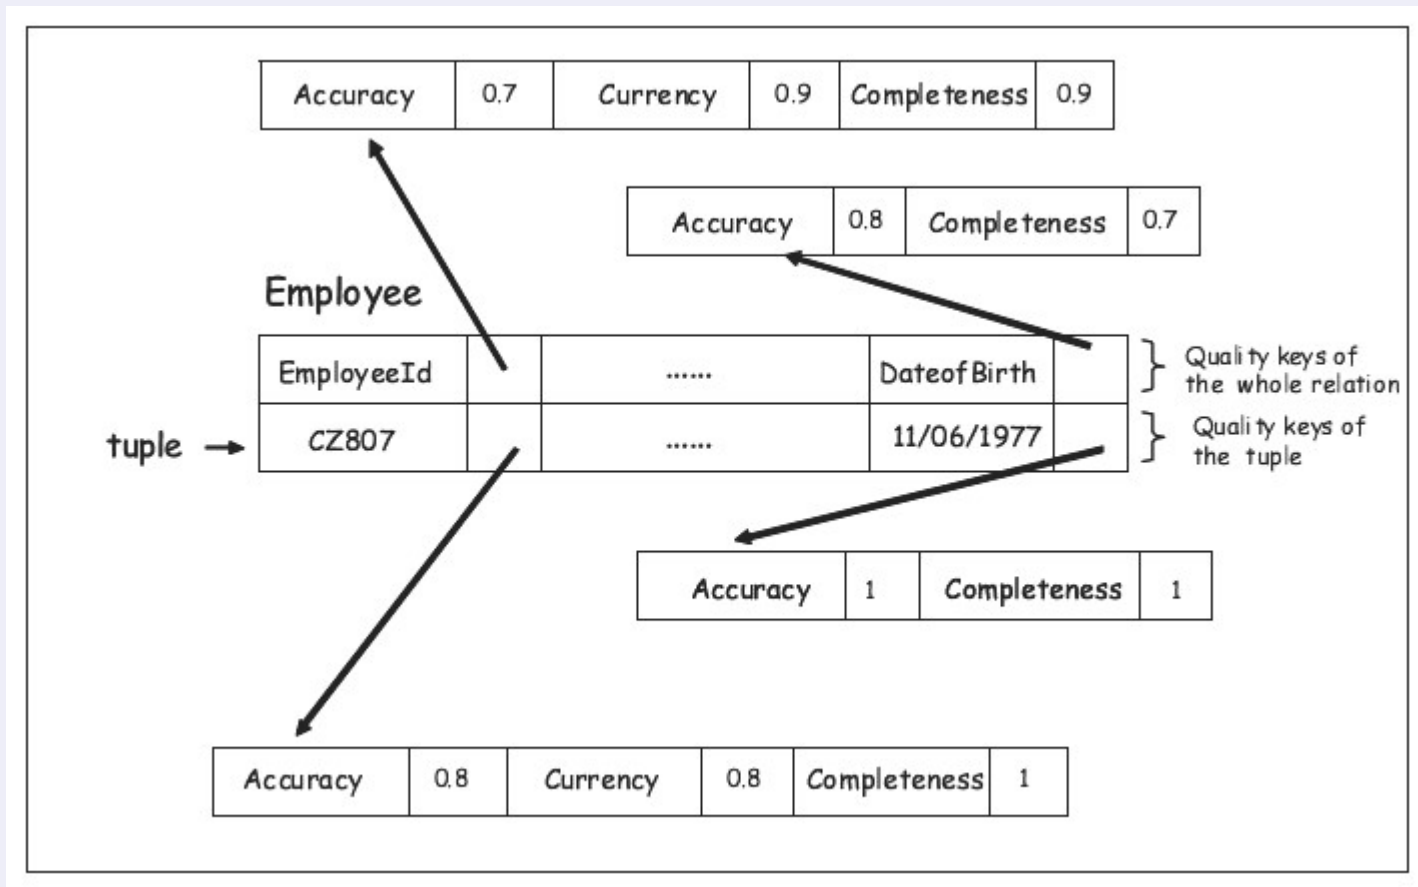 Accuracy 0.7 Currency 0.9 Completeness 0.9
Accuracy 0.8 Completeness 0.7
Employee
EmployeeId ...... DateofBirth
Quality keys of
the whole relation
tuple CZ807 ...... 11/06/1977
Quality keys of
the tuple
Accuracy 1 Completeness 1
Accuracy 0.8 Currency 0.8 Completeness 1